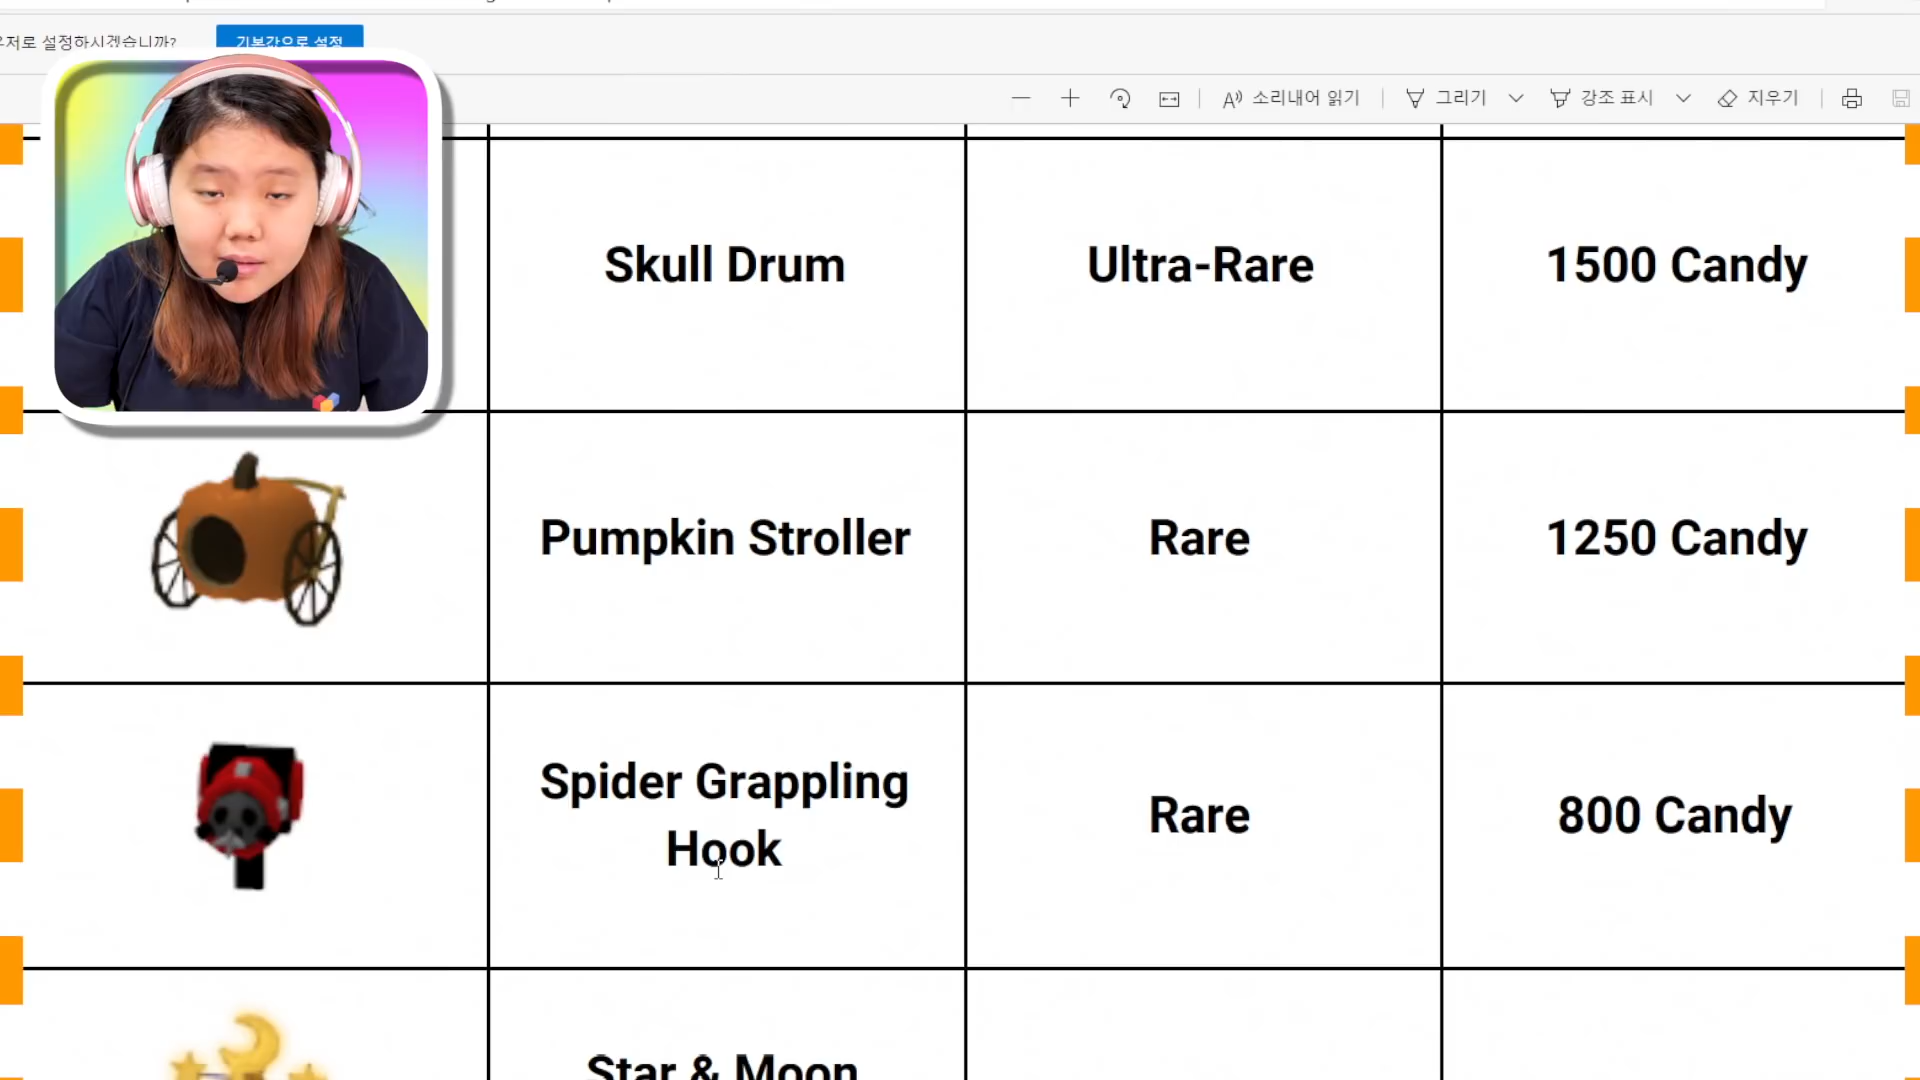 우저로 설정하시겠습니까?
기본값으로 설정
소리내어 읽기
그리기
강조 표시
지우기
Skull Drum
Ultra-Rare
1500 Candy
Pumpkin Stroller
Rare
1250 Candy
Spider Grappling
Hook
Rare
800 Candy
Star & Moon